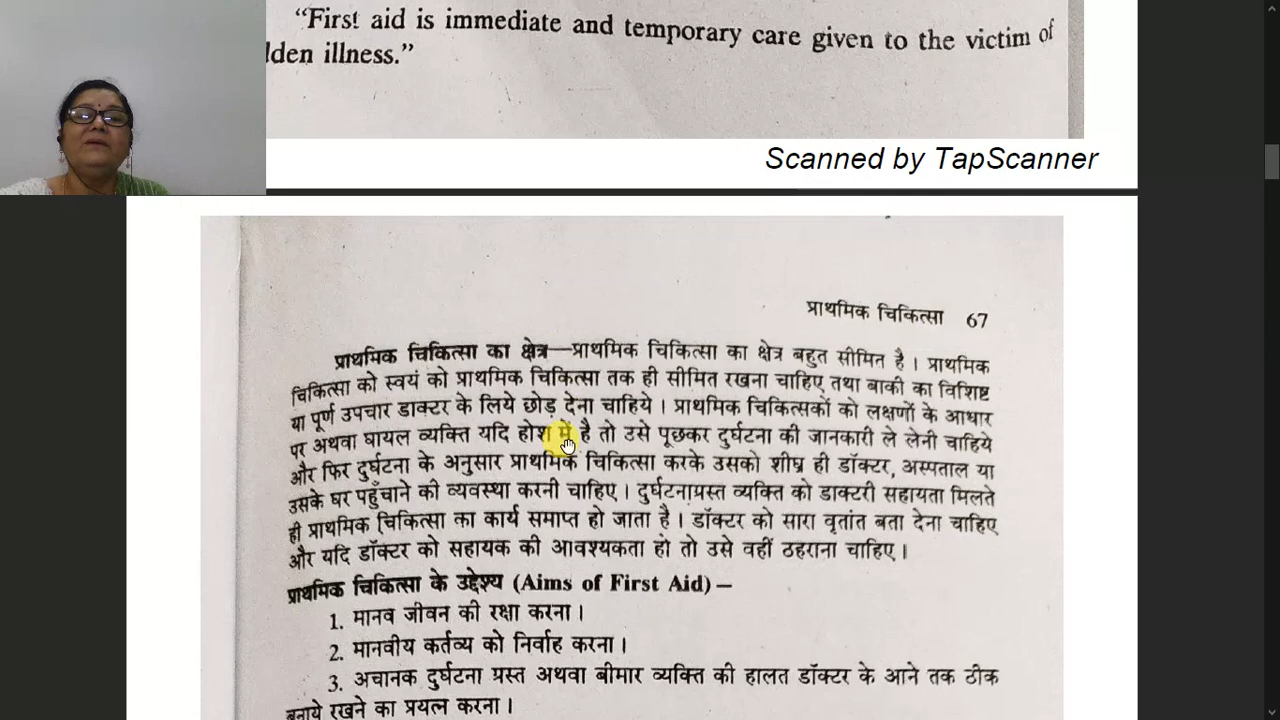 “First aid is immediate and temporary care given to the victim of
lden illness.”
Scanned by TapScanner
प्राथमिक चिकित्सा 67
प्राथमिक चिकित्सा का क्षेत्र—प्राथमिक चिकित्सा का क्षेत्र बहुत सीमित है । प्राथमिक
चिकित्सा को स्वयं को प्राथमिक चिकित्सा तक ही सीमित रखना चाहिए तथा बाकी का विशिष्ट
या पूर्ण उपचार डाक्टर के लिये छोड़ देना चाहिये । प्राथमिक चिकित्सकों को लक्षणों के आधार
पर अथवा घायल व्यक्ति यदि होश में है तो उसे पूछकर दुर्घटना की जानकारी ले लेनी चाहिये
और फिर दुर्घटना के अनुसार प्राथमिक चिकित्सा करके उसको शीघ्र ही डॉक्टर, अस्पताल या
उसके घर पहुँचाने की व्यवस्था करनी चाहिए । दुर्घटनाग्रस्त व्यक्ति को डाक्टरी सहायता मिलते
ही प्राथमिक चिकित्सा का कार्य समाप्त हो जाता है । डॉक्टर को सारा वृतांत बता देना चाहिए
और यदि डॉक्टर को सहायक की आवश्यकता हो तो उसे वहीं ठहराना चाहिए ।
प्राथमिक चिकित्सा के उद्देश्य (Aims of First Aid) –
1. मानव जीवन की रक्षा करना ।
2. मानवीय कर्तव्य को निर्वाह करना ।
3. अचानक दुर्घटना ग्रस्त अथवा बीमार व्यक्ति की हालत डॉक्टर के आने तक ठीक
बनाये रखने का प्रयत्न करना ।